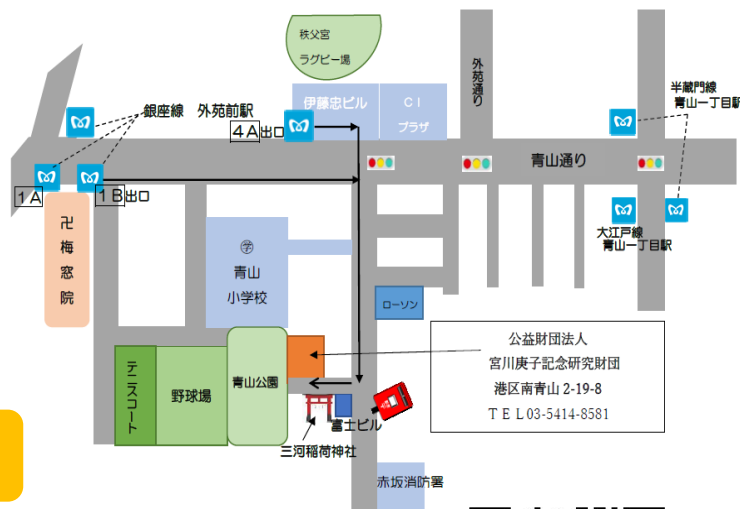 秩父宮
ラグビー場
伊藤忠ビル
ＣＩ
プラザ
外苑通り
半蔵門線
青山一丁目駅
銀座線　外苑前駅
4A出口
青山通り
1A
1B出口
大江戸線
青山一丁目駅
卍
梅窓院
学
青山
小学校
ローソン
公益財団法人
宮川庚子記念研究財団
港区南青山 2-19-8
ＴＥＬ03-5414-8581
テニスコート
野球場
青山公園
富士ビル
三河稲荷神社
赤坂消防署